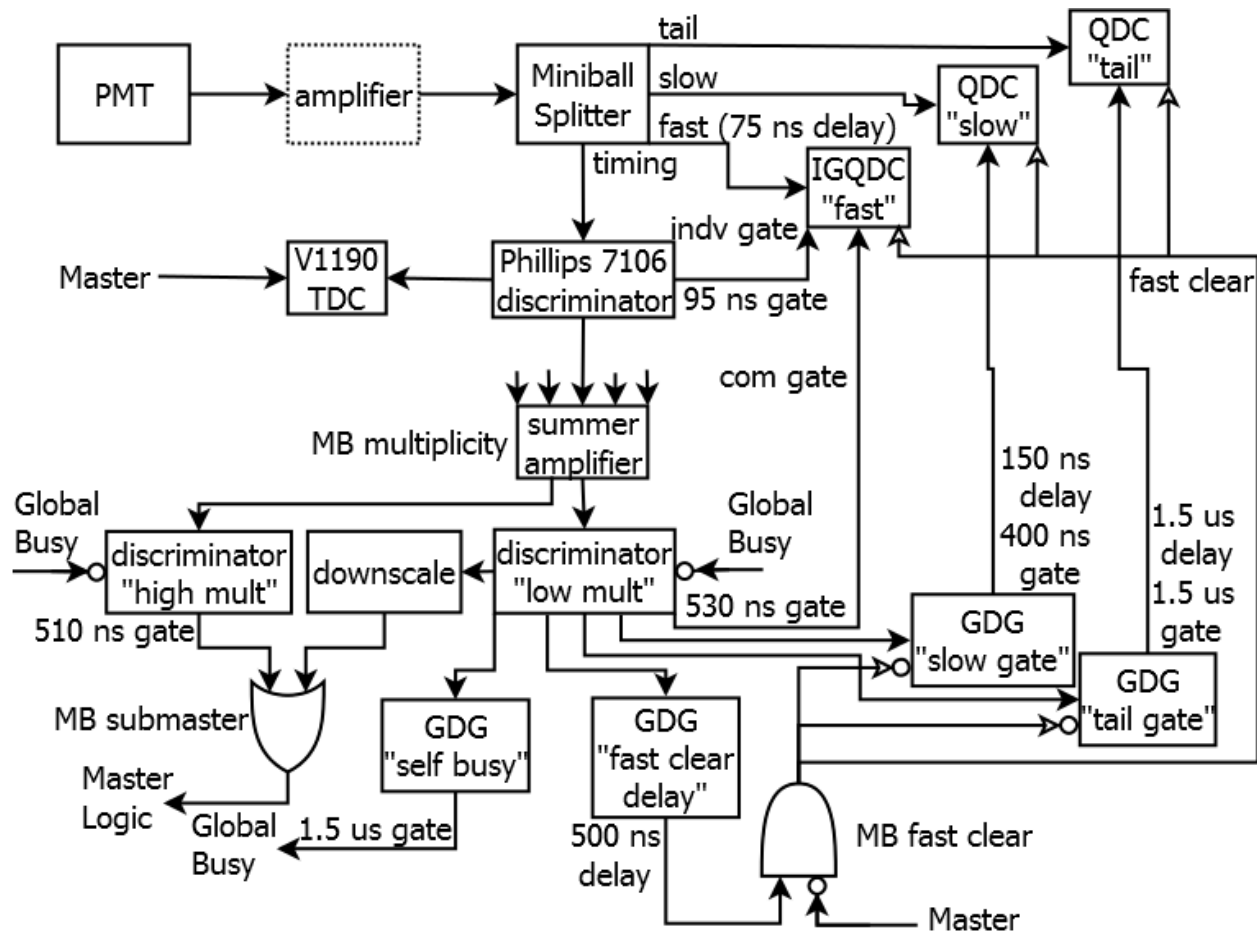 tail
QDC
"tail"
PMT
amplifier
Miniball
Splitter
slow
QDC
"slow"
fast (75 ns delay)
timing
IGQDC
"fast"
indv gate
Master
V1190
TDC
Phillips 7106
discriminator
95 ns gate
fast clear
com gate
MB multiplicity
summer
amplifier
150 ns
delay
400 ns
gate
1.5 us
delay
1.5 us
gate
Global
Busy
discriminator
"high mult"
downscale
discriminator
"low mult"
Global
Busy
510 ns gate
530 ns gate
GDG
"slow gate"
GDG
"tail gate"
MB submaster
GDG
"self busy"
GDG
"fast clear
delay"
Master
Logic
Global
Busy
1.5 us gate
500 ns
delay
MB fast clear
Master